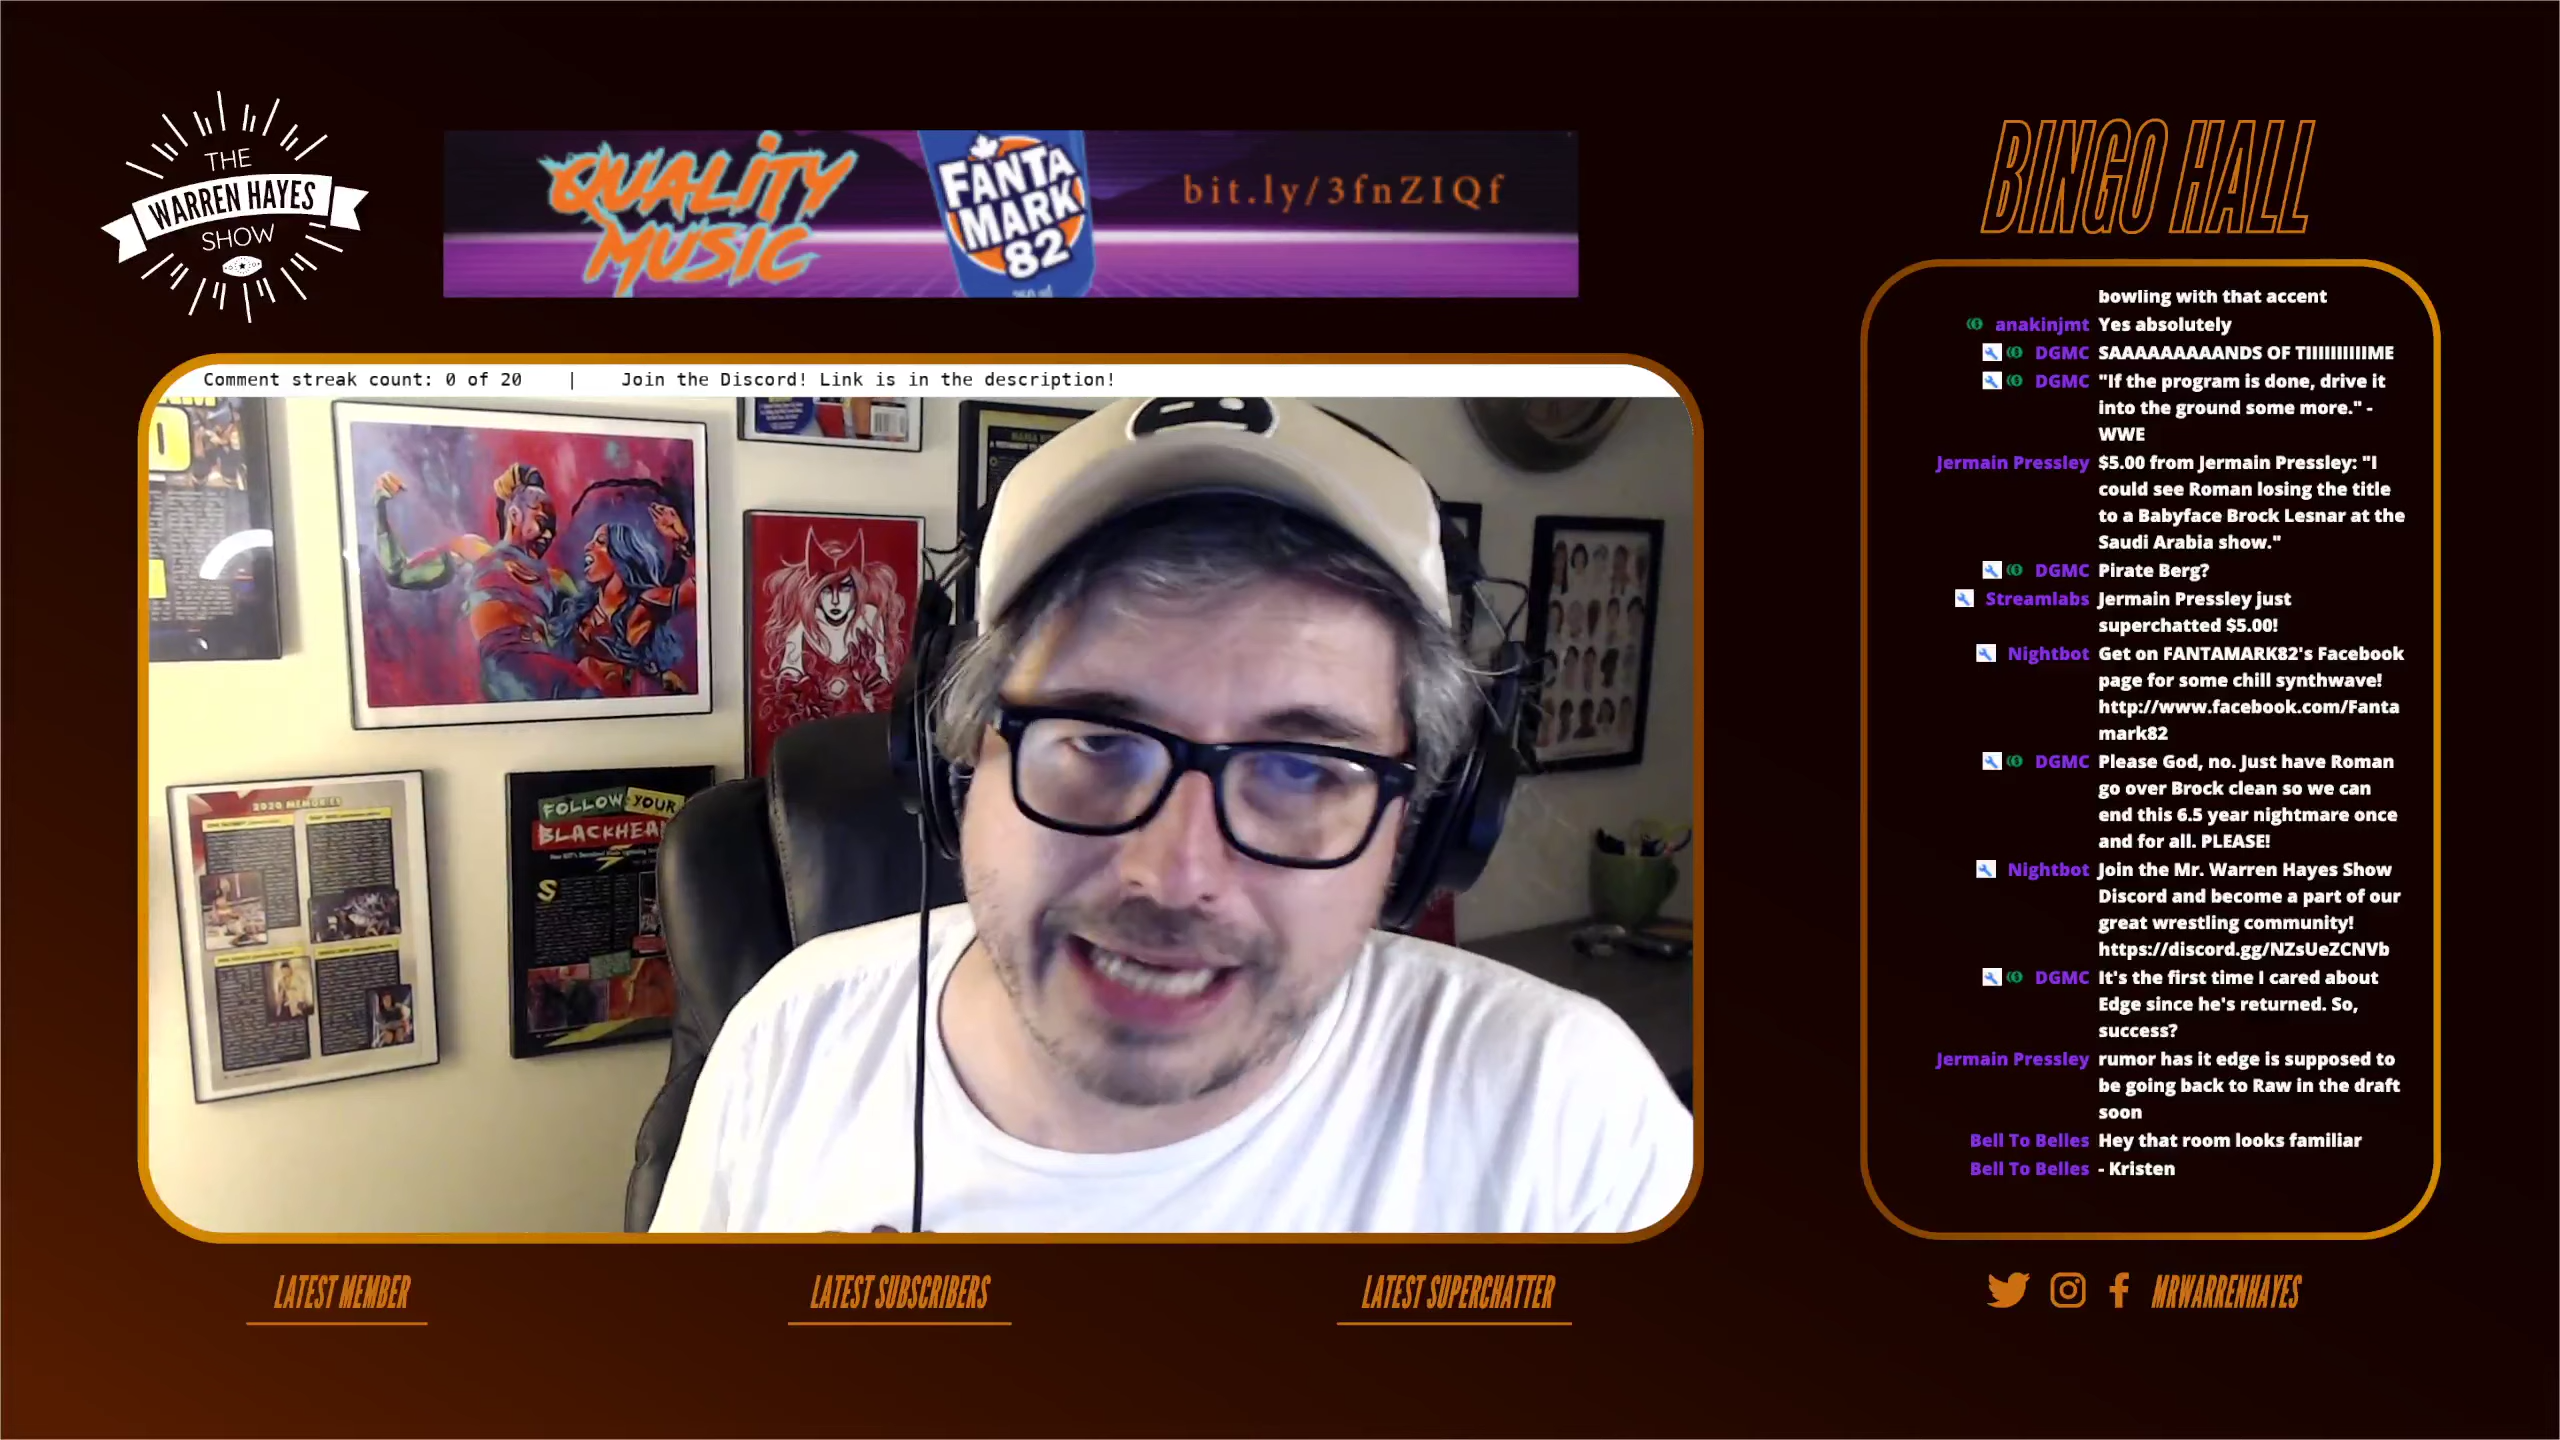 THE
WARREN HAYES
SHOW
QUALITY
MUSIC
FANTA
MARK
82
bit.ly/3fnZIQf
BINGO HALL
Comment streak count: 0 of 20 | Join the Discord! Link is in the description!
2020 MEMORIES
FOLLOW YOUR
BLACKHEA
S
bowling with that accent
anakinjmt Yes absolutely
DGMC SAAAAAAAAAANDS OF TIIIIIIIIIIME
DGMC "If the program is done, drive it
into the ground some more." -
WWE
Jermain Pressley $5.00 from Jermain Pressley: "I
could see Roman losing the title
to a Babyface Brock Lesnar at the
Saudi Arabia show."
DGMC Pirate Berg?
Streamlabs Jermain Pressley just
superchatted $5.00!
Nightbot Get on FANTAMARK82's Facebook
page for some chill synthwave!
http://www.facebook.com/Fanta
mark82
DGMC Please God, no. Just have Roman
go over Brock clean so we can
end this 6.5 year nightmare once
and for all. PLEASE!
Nightbot Join the Mr. Warren Hayes Show
Discord and become a part of our
great wrestling community!
https://discord.gg/NZsUeZCNVb
DGMC It's the first time I cared about
Edge since he's returned. So,
success?
Jermain Pressley rumor has it edge is supposed to
be going back to Raw in the draft
soon
Bell To Belles Hey that room looks familiar
Bell To Belles - Kristen
LATEST MEMBER
LATEST SUBSCRIBERS
LATEST SUPERCHATTER
MRWARRENHAYES